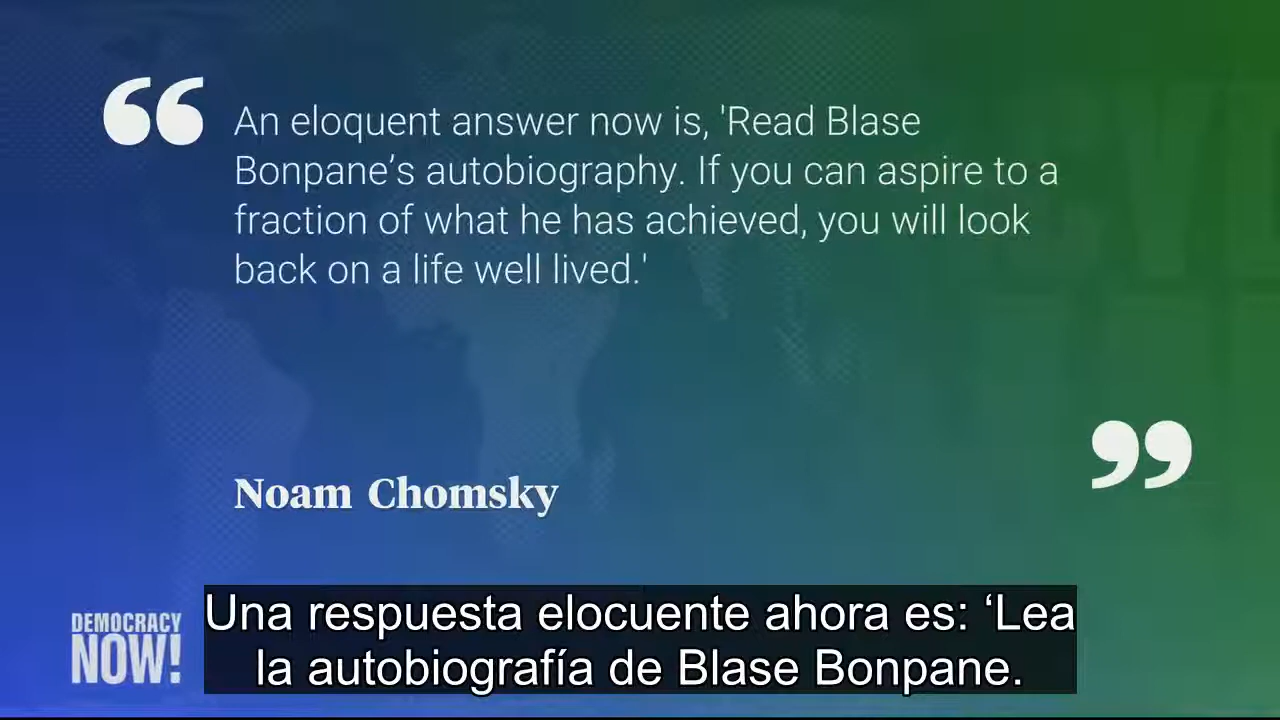 “
An eloquent answer now is, 'Read Blase
Bonpane’s autobiography. If you can aspire to a
fraction of what he has achieved, you will look
back on a life well lived.'
”
Noam Chomsky
DEMOCRACY
NOW!
Una respuesta elocuente ahora es: ‘Lea
la autobiografía de Blase Bonpane.